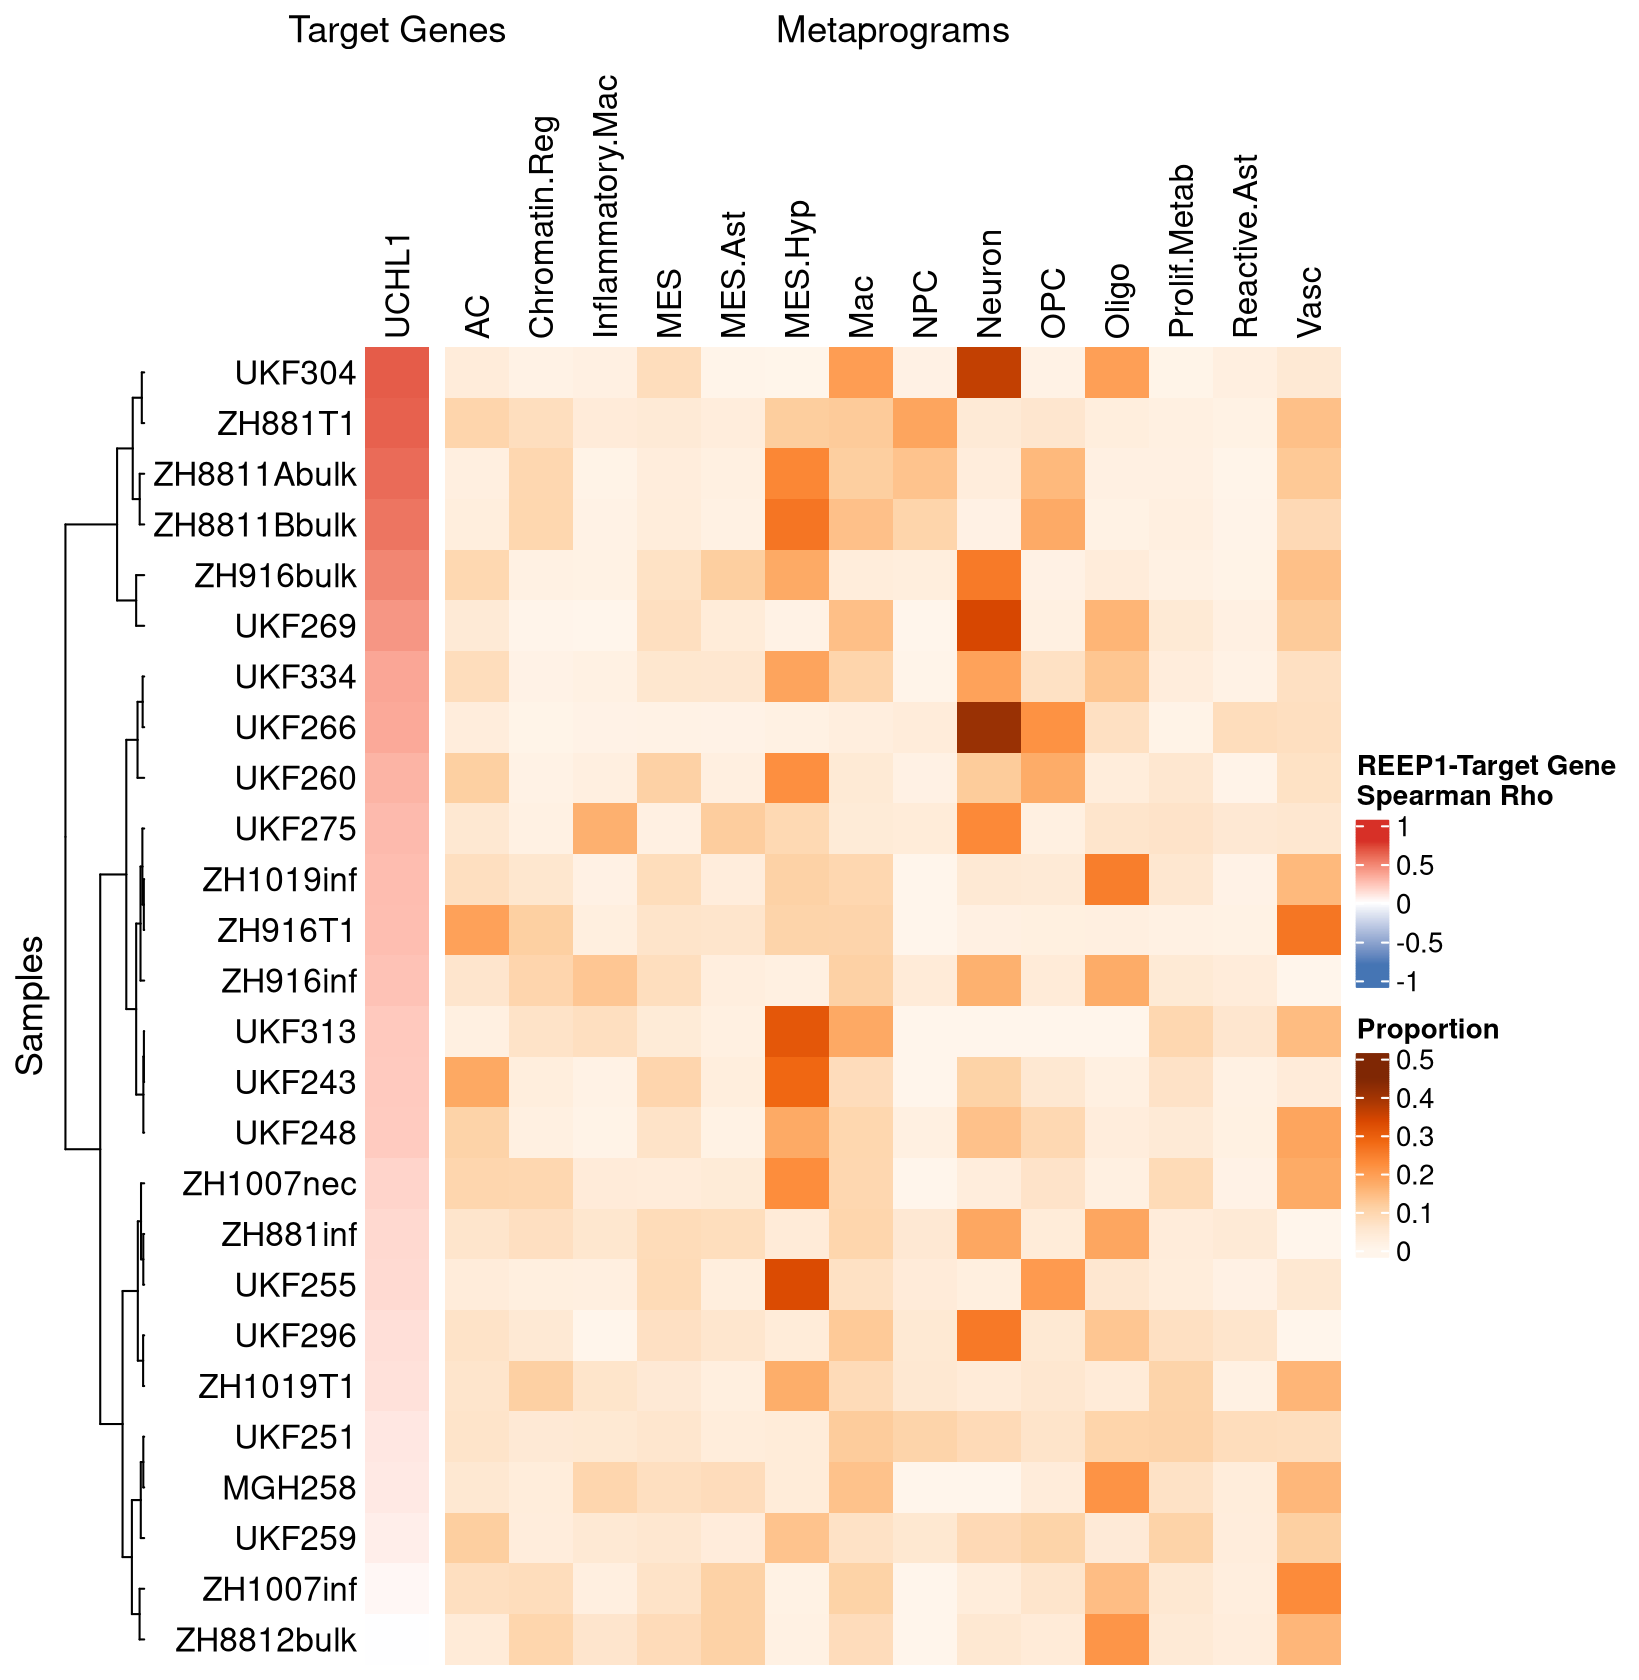 Target Genes
Metaprograms
UCHL1
AC
Chromatin.Reg
Inflammatory.Mac
MES
MES.Ast
MES.Hyp
Mac
NPC
Neuron
OPC
Oligo
Prolif.Metab
Reactive.Ast
Vasc
Samples
UKF304
ZH881T1
ZH8811Abulk
ZH8811Bbulk
ZH916bulk
UKF269
UKF334
UKF266
UKF260
UKF275
ZH1019inf
ZH916T1
ZH916inf
UKF313
UKF243
UKF248
ZH1007nec
ZH881inf
UKF255
UKF296
ZH1019T1
UKF251
MGH258
UKF259
ZH1007inf
ZH8812bulk
REEP1-Target Gene
Spearman Rho
1
0.5
0
-0.5
-1
Proportion
0.5
0.4
0.3
0.2
0.1
0